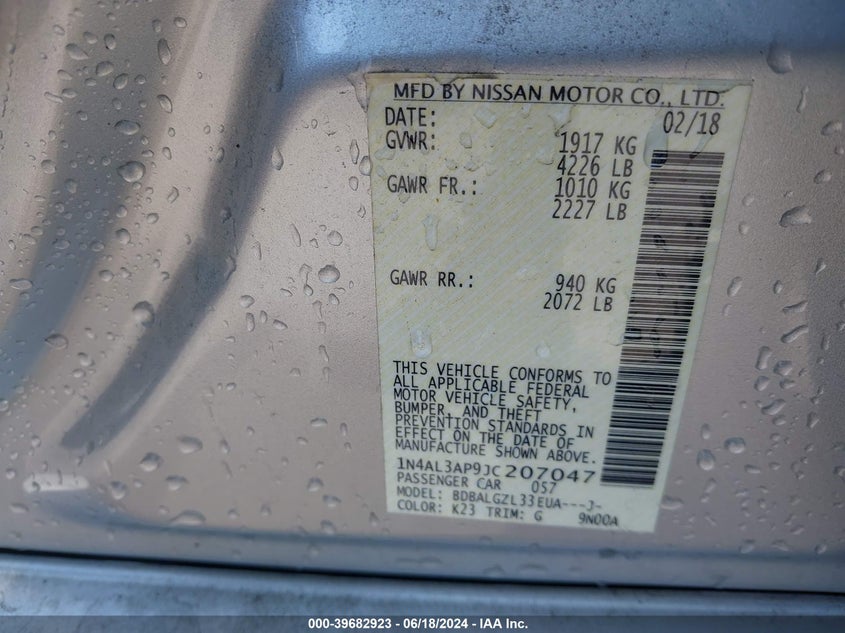 MFD BY NISSAN MOTOR CO., LTD.
DATE: 02/18
GVWR: 1917 KG
4226 LB
GAWR FR.: 1010 KG
2227 LB
GAWR RR.: 940 KG
2072 LB
THIS VEHICLE CONFORMS TO
ALL APPLICABLE FEDERAL
MOTOR VEHICLE SAFETY,
BUMPER, AND THEFT
PREVENTION STANDARDS IN
EFFECT ON THE DATE OF
MANUFACTURE SHOWN ABOVE.
1N4AL3AP9JC207047
PASSENGER CAR 057
MODEL: BDBALGZL33EUA---J-
COLOR: K23 TRIM: G 9N00A
000-39682923 - 06/18/2024 - IAA Inc.